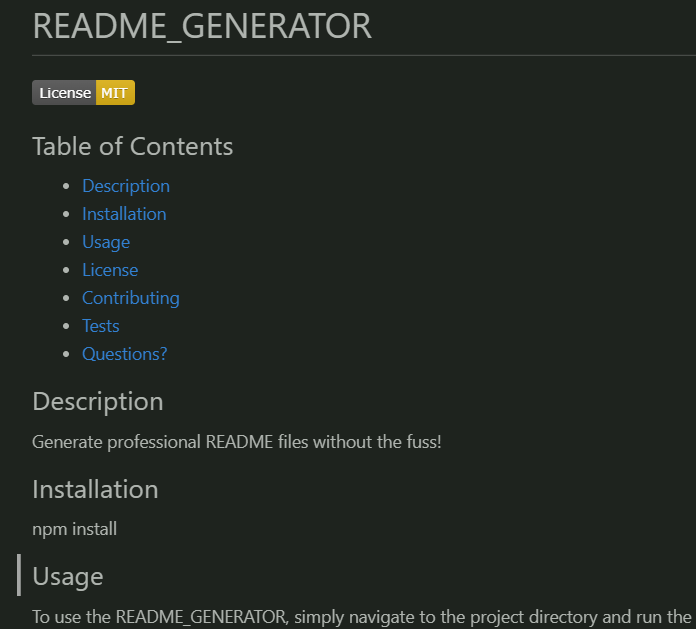 README_GENERATOR
License MIT
Table of Contents
Description
Installation
Usage
License
Contributing
Tests
Questions?
Description
Generate professional README files without the fuss!
Installation
npm install
Usage
To use the README_GENERATOR, simply navigate to the project directory and run the